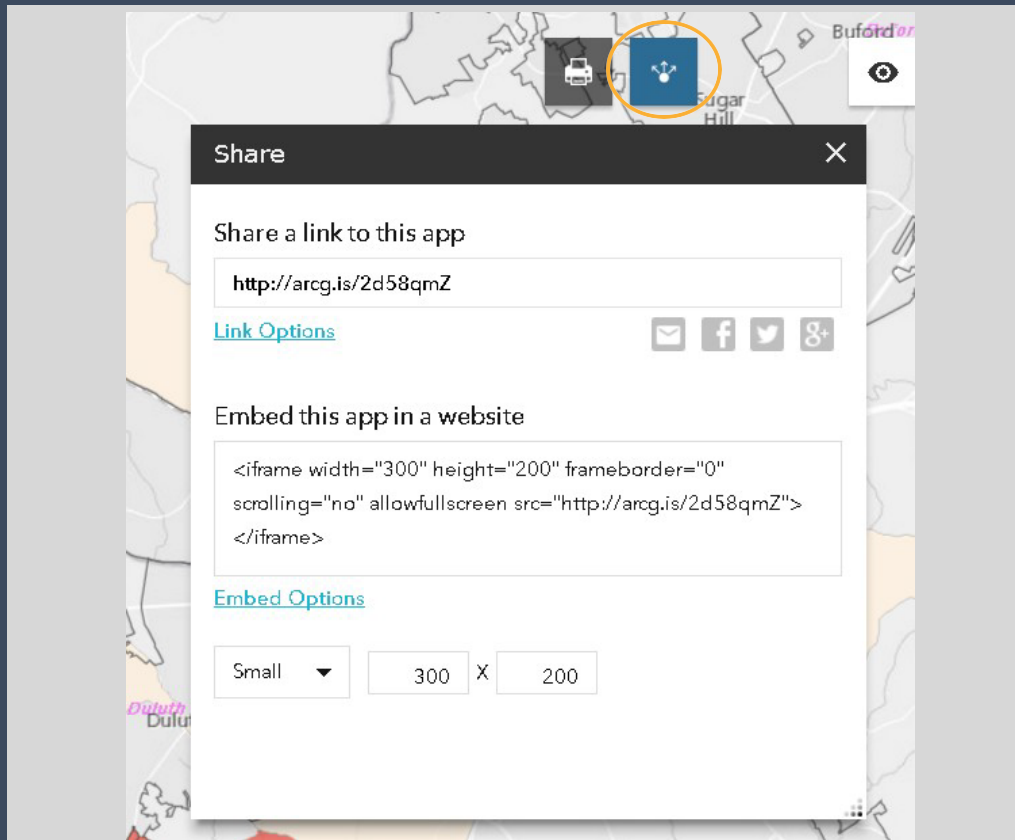 Buford
Sugar
Hill
Share
Share a link to this app
http://arcg.is/2d58qmZ
Link Options
Embed this app in a website
<iframe width="300" height="200" frameborder="0"
scrolling="no" allowfullscreen src="http://arcg.is/2d58qmZ">
</iframe>
Embed Options
Small 300 X 200
Duluth